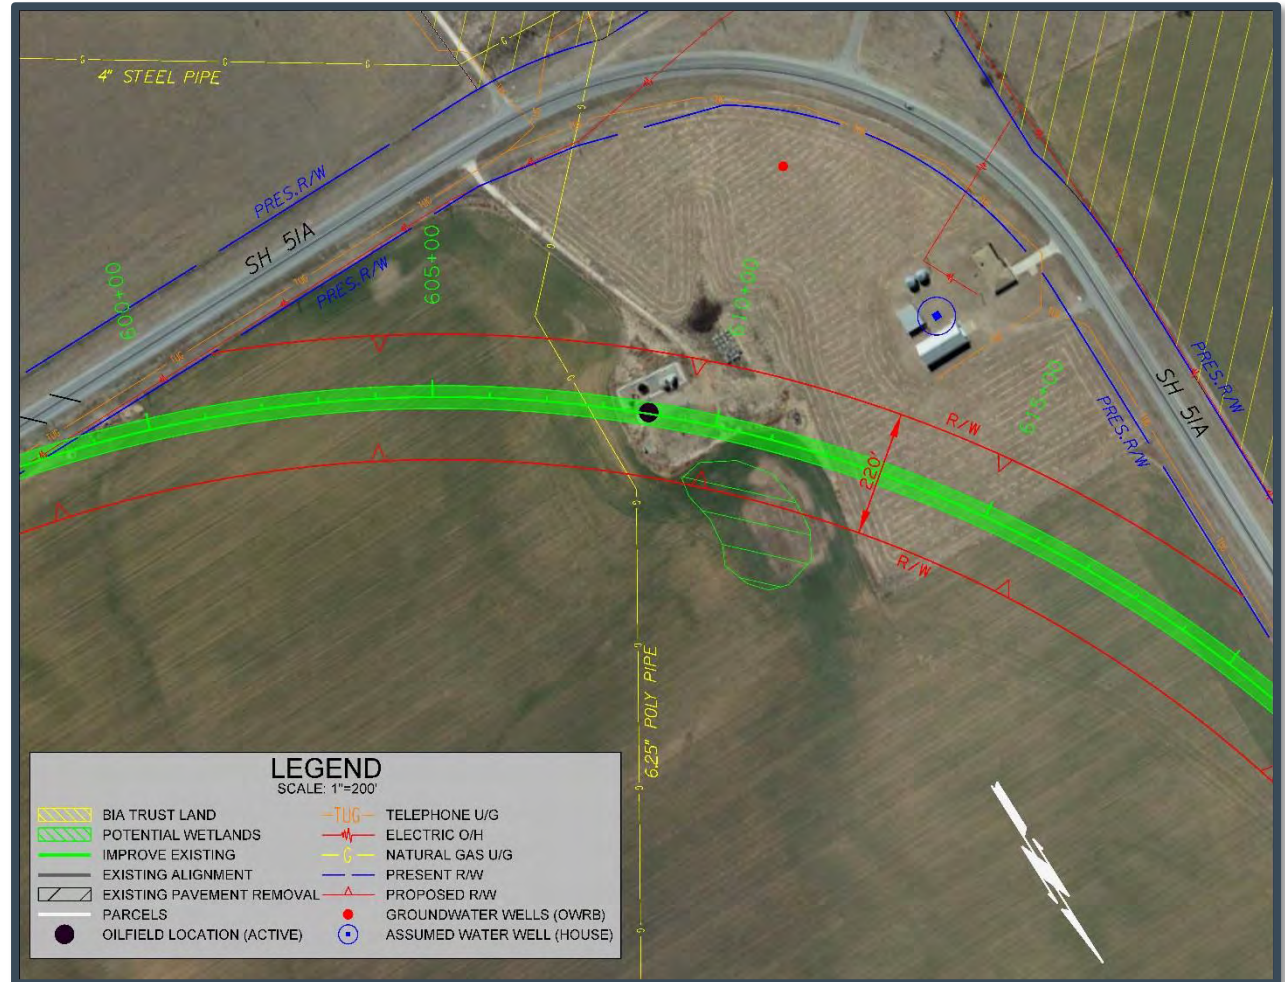 4" STEEL PIPE
PRES.R/W
SH 51A
PRES.R/W
600+00
605+00
610+00
615+00
PRES.R/W
SH 51A
PRES.R/W
R/W
220'
R/W
6.25" POLY PIPE
LEGEND
SCALE: 1"=200'
BIA TRUST LAND
POTENTIAL WETLANDS
IMPROVE EXISTING
EXISTING ALIGNMENT
EXISTING PAVEMENT REMOVAL
PARCELS
OILFIELD LOCATION (ACTIVE)
TUG TELEPHONE U/G
ELECTRIC O/H
G NATURAL GAS U/G
PRESENT R/W
PROPOSED R/W
GROUNDWATER WELLS (OWRB)
ASSUMED WATER WELL (HOUSE)